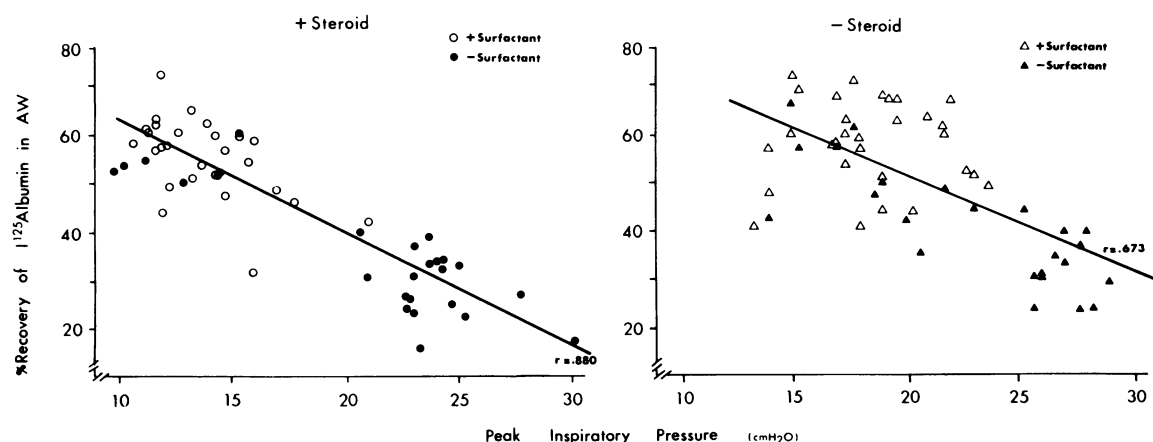 + Steroid
○ + Surfactant
● − Surfactant
80
60
40
20
10 15 20 25 30
r = .880
− Steroid
△ + Surfactant
▲ − Surfactant
80
60
40
20
10 15 20 25 30
r = .673
%Recovery of I125Albumin in AW
Peak Inspiratory Pressure (cmH2O)